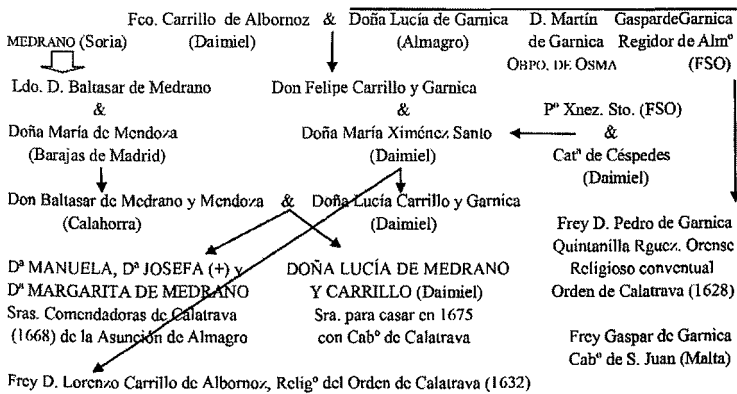 Fco. Carrillo de Albornoz & Doña Lucía de Garnica D. Martín GaspardeGarnica
MEDRANO (Soria) (Daimiel) (Almagro) de Garnica Regidor de Almº
OBPO. DE OSMA (FSO)
Ldo. D. Baltasar de Medrano Don Felipe Carrillo y Garnica
& & Pº Xnez. Sto. (FSO)
Doña María de Mendoza Doña María Ximénez Santo &
(Barajas de Madrid) (Daimiel) Catª de Céspedes
(Daimiel)
Don Baltasar de Medrano y Mendoza & Doña Lucía Carrillo y Garnica
(Calahorra) (Daimiel) Frey D. Pedro de Garnica
Quintanilla Rguez. Orense
Dª MANUELA, Dª JOSEFA (+) y DOÑA LUCÍA DE MEDRANO Religioso conventual
Dª MARGARITA DE MEDRANO Y CARRILLO (Daimiel) Orden de Calatrava (1628)
Sras. Comendadoras de Calatrava Sra. para casar en 1675
(1668) de la Asunción de Almagro con Cabº de Calatrava Frey Gaspar de Garnica
Cabº de S. Juan (Malta)
Frey D. Lorenzo Carrillo de Albornoz, Religº del Orden de Calatrava (1632)